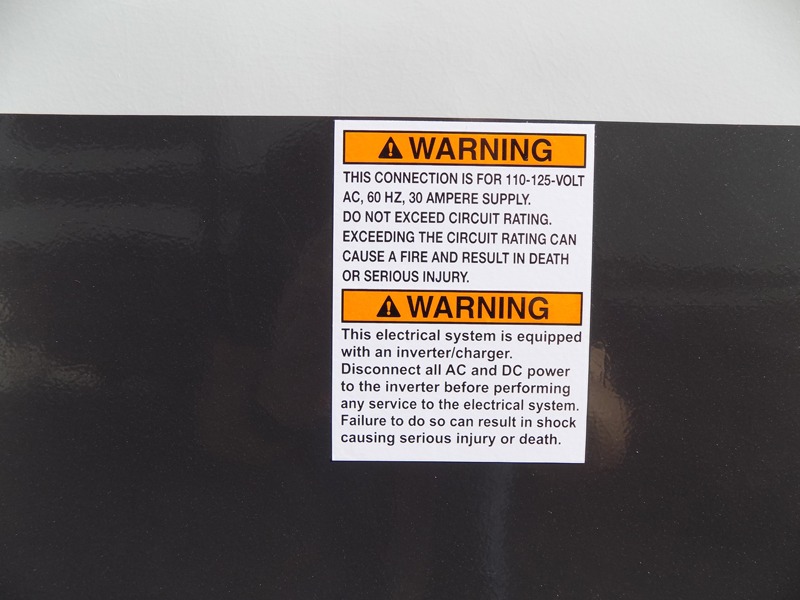 WARNING
THIS CONNECTION IS FOR 110-125-VOLT
AC, 60 HZ, 30 AMPERE SUPPLY.
DO NOT EXCEED CIRCUIT RATING.
EXCEEDING THE CIRCUIT RATING CAN
CAUSE A FIRE AND RESULT IN DEATH
OR SERIOUS INJURY.
WARNING
This electrical system is equipped
with an inverter/charger.
Disconnect all AC and DC power
to the inverter before performing
any service to the electrical system.
Failure to do so can result in shock
causing serious injury or death.